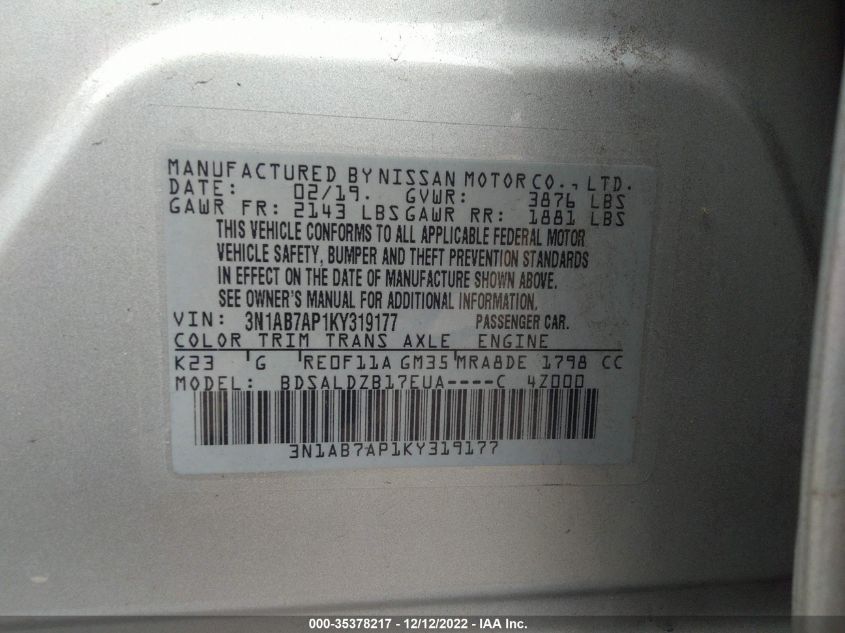 MANUFACTURED BY NISSAN MOTOR CO., LTD.
DATE: 02/19. GVWR: 3876 LBS
GAWR FR: 2143 LBS GAWR RR: 1881 LBS
THIS VEHICLE CONFORMS TO ALL APPLICABLE FEDERAL MOTOR
VEHICLE SAFETY, BUMPER AND THEFT PREVENTION STANDARDS
IN EFFECT ON THE DATE OF MANUFACTURE SHOWN ABOVE.
SEE OWNER'S MANUAL FOR ADDITIONAL INFORMATION.
VIN: 3N1AB7AP1KY319177 PASSENGER CAR.
COLOR TRIM TRANS AXLE ENGINE
K23 G RE0F11A GM35 MRA8DE 1798 CC
MODEL: BDSALDZB17EUA----C 4Z000
3N1AB7AP1KY319177
000-35378217 - 12/12/2022 - IAA Inc.